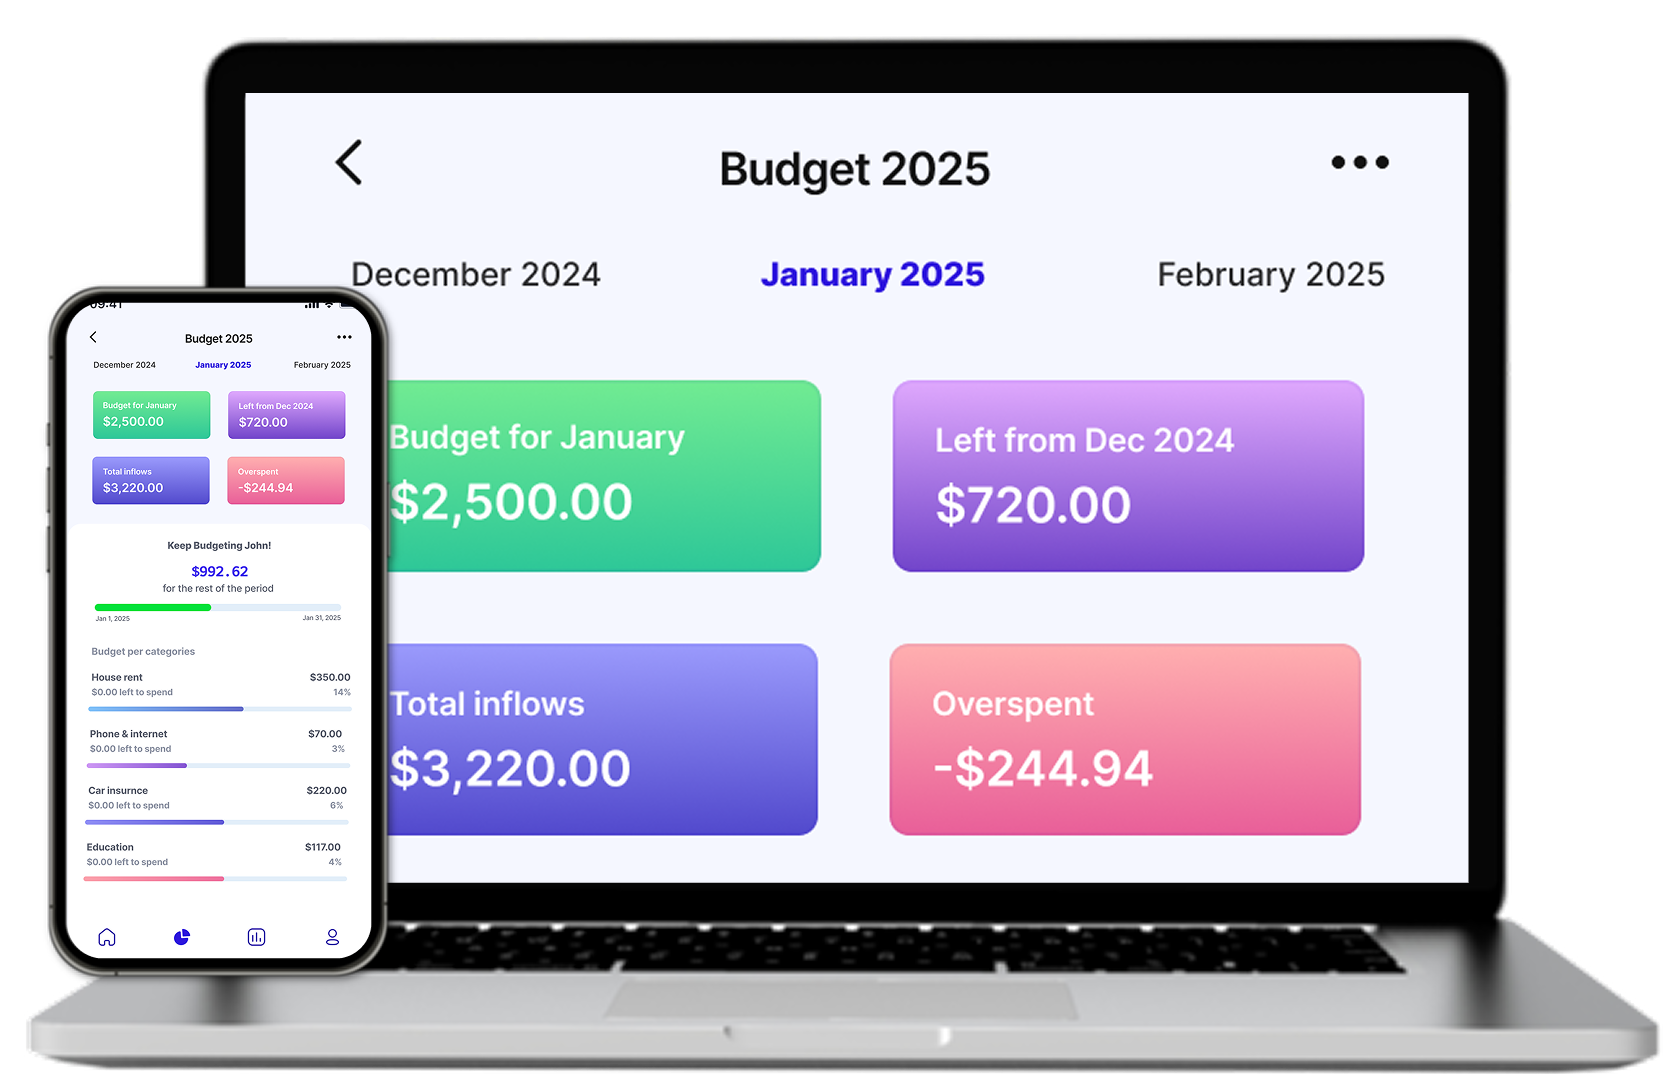 Budget 2025
December 2024 January 2025 February 2025
Budget for January
$2,500.00
Left from Dec 2024
$720.00
Total inflows
$3,220.00
Overspent
-$244.94
09:41
Budget 2025
December 2024 January 2025 February 2025
Budget for January
$2,500.00
Left from Dec 2024
$720.00
Total inflows
$3,220.00
Overspent
-$244.94
Keep Budgeting John!
$992.62
for the rest of the period
Jan 1, 2025 Jan 31, 2025
Budget per categories
House rent $350.00
$0.00 left to spend 14%
Phone & internet $70.00
$0.00 left to spend 3%
Car insurnce $220.00
$0.00 left to spend 6%
Education $117.00
$0.00 left to spend 4%